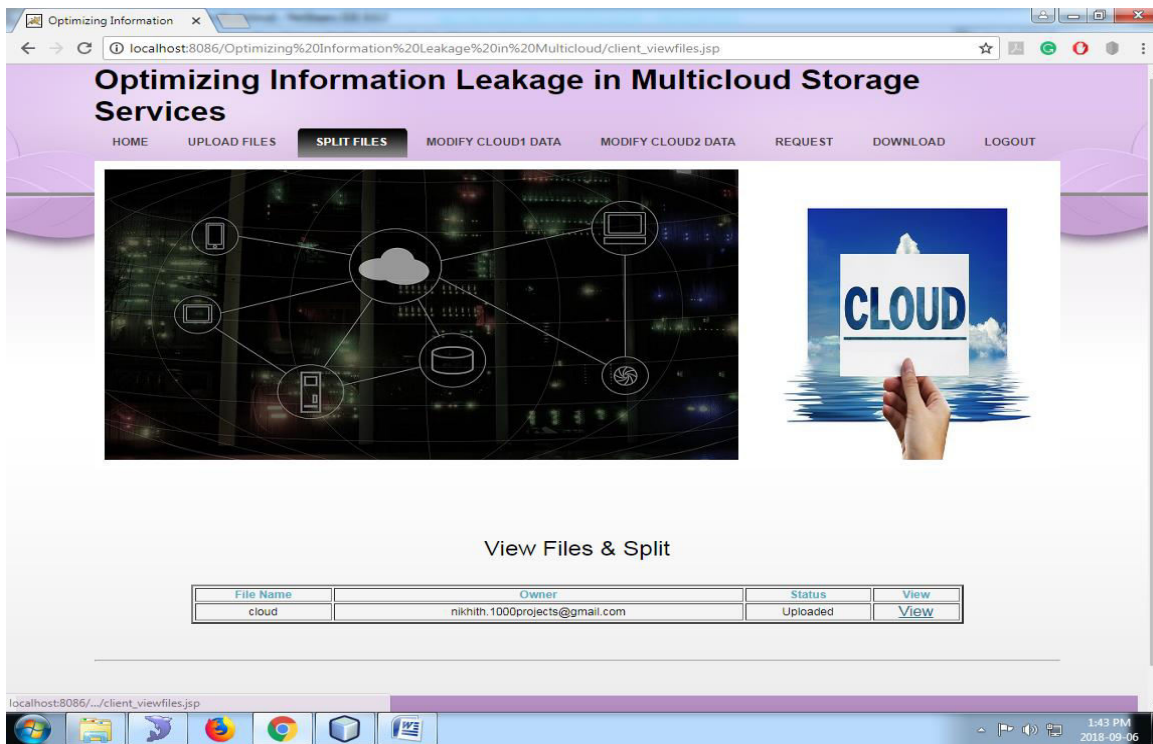 Optimizing Information
localhost:8086/Optimizing%20Information%20Leakage%20in%20Multicloud/client_viewfiles.jsp
Optimizing Information Leakage in Multicloud Storage
Services
HOME UPLOAD FILES SPLIT FILES MODIFY CLOUD1 DATA MODIFY CLOUD2 DATA REQUEST DOWNLOAD LOGOUT
CLOUD
View Files & Split
File Name Owner Status View
cloud nikhith.1000projects@gmail.com Uploaded View
localhost:8086/.../client_viewfiles.jsp
1:43 PM
2018-09-06